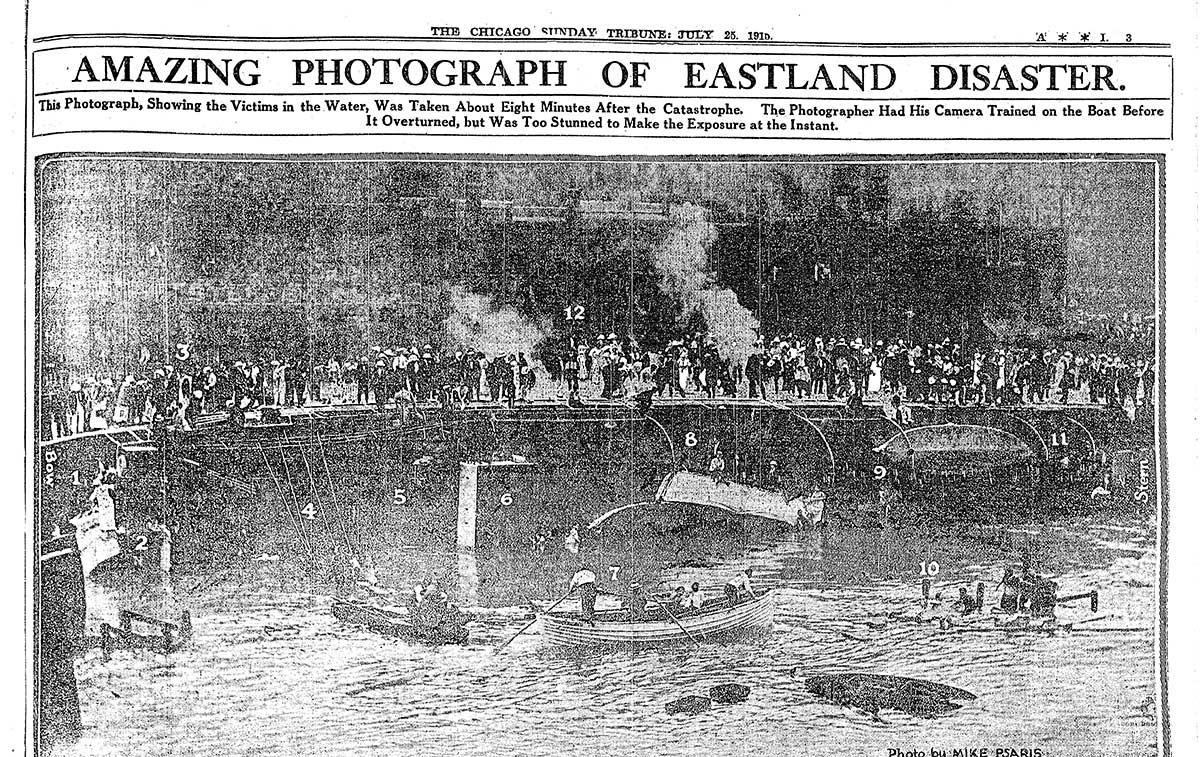 THE CHICAGO SUNDAY TRIBUNE: JULY 25, 1915.
A * * I. 3
AMAZING PHOTOGRAPH OF EASTLAND DISASTER.
This Photograph, Showing the Victims in the Water, Was Taken About Eight Minutes After the Catastrophe. The Photographer Had His Camera Trained on the Boat Before
It Overturned, but Was Too Stunned to Make the Exposure at the Instant.
12
3
Bow
1
2
4
5
6
8
9
11
Stern
7
10
Photo by MIKE PSARIS